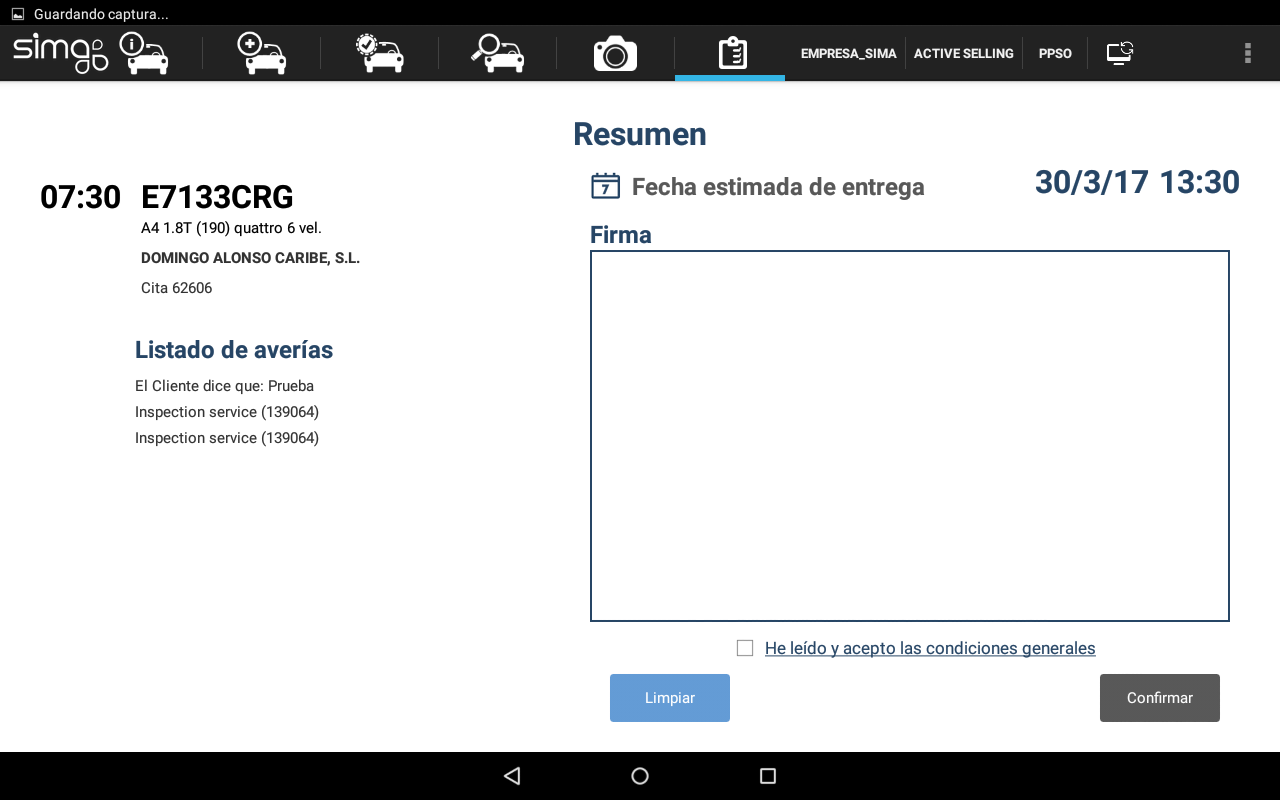 Guardando captura...
simago
EMPRESA_SIMA
ACTIVE SELLING
PPSO
Resumen
07:30 E7133CRG
A4 1.8T (190) quattro 6 vel.
DOMINGO ALONSO CARIBE, S.L.
Cita 62606
Listado de averías
El Cliente dice que: Prueba
Inspection service (139064)
Inspection service (139064)
7 Fecha estimada de entrega
30/3/17 13:30
Firma
He leído y acepto las condiciones generales
Limpiar
Confirmar